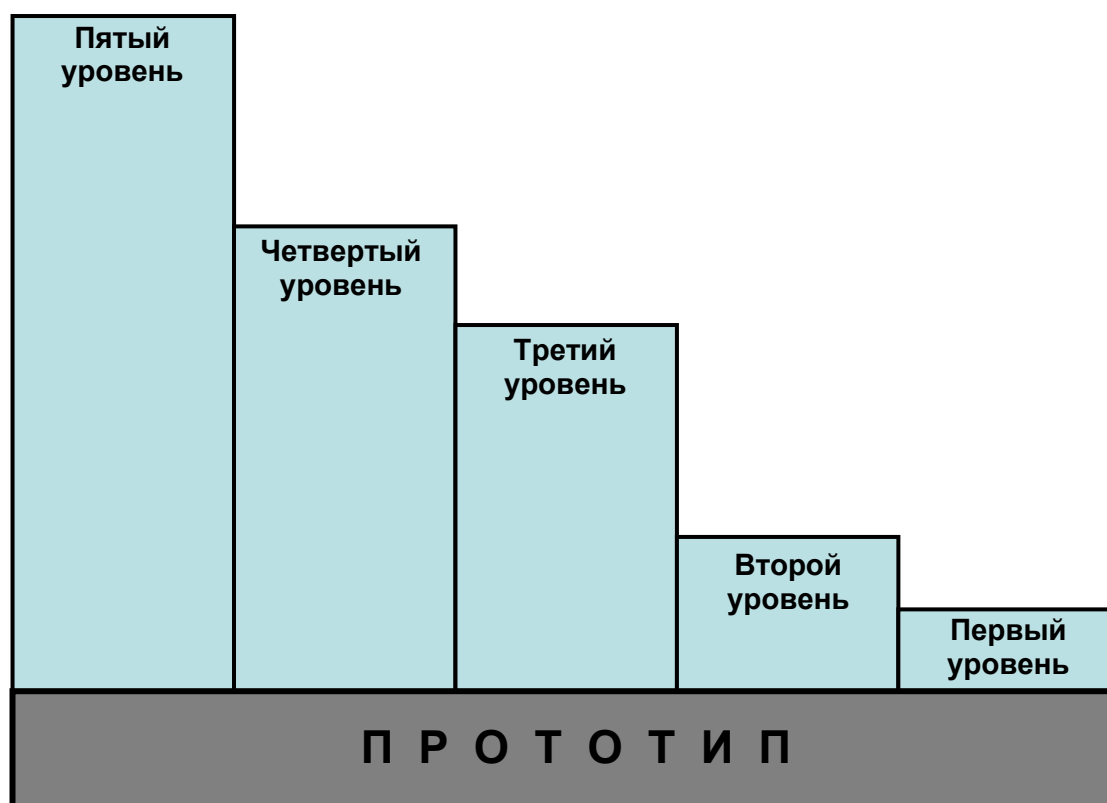 Пятый
уровень
Четвертый
уровень
Третий
уровень
Второй
уровень
Первый
уровень
П Р О Т О Т И П